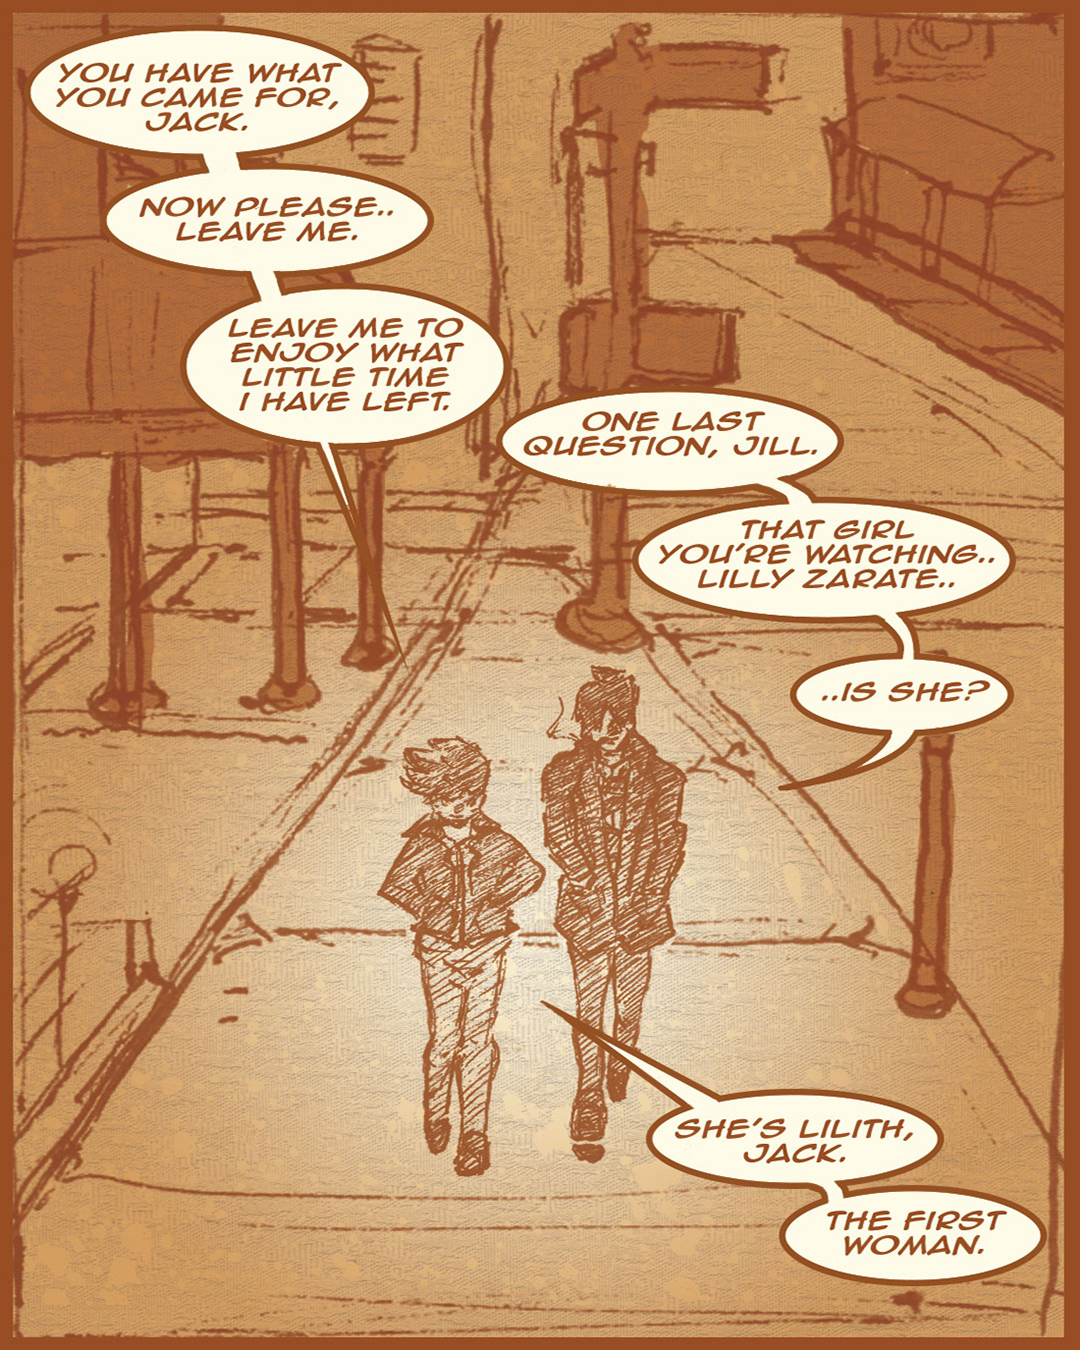 YOU HAVE WHAT
YOU CAME FOR,
JACK.
NOW PLEASE..
LEAVE ME.
LEAVE ME TO
ENJOY WHAT
LITTLE TIME
I HAVE LEFT.
ONE LAST
QUESTION, JILL.
THAT GIRL
YOU'RE WATCHING..
LILLY ZARATE..
..IS SHE?
SHE'S LILITH,
JACK.
THE FIRST
WOMAN.